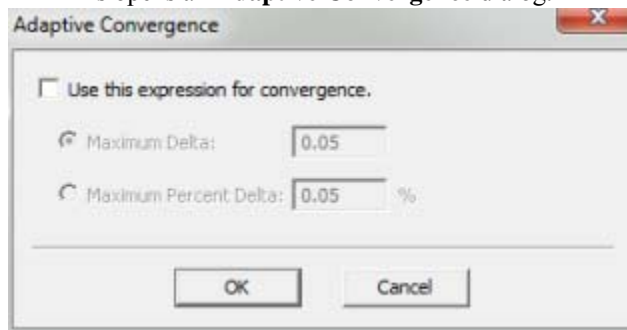 Adaptive Convergence
Use this expression for convergence.
Maximum Delta: 0.05
Maximum Percent Delta: 0.05 %
OK Cancel